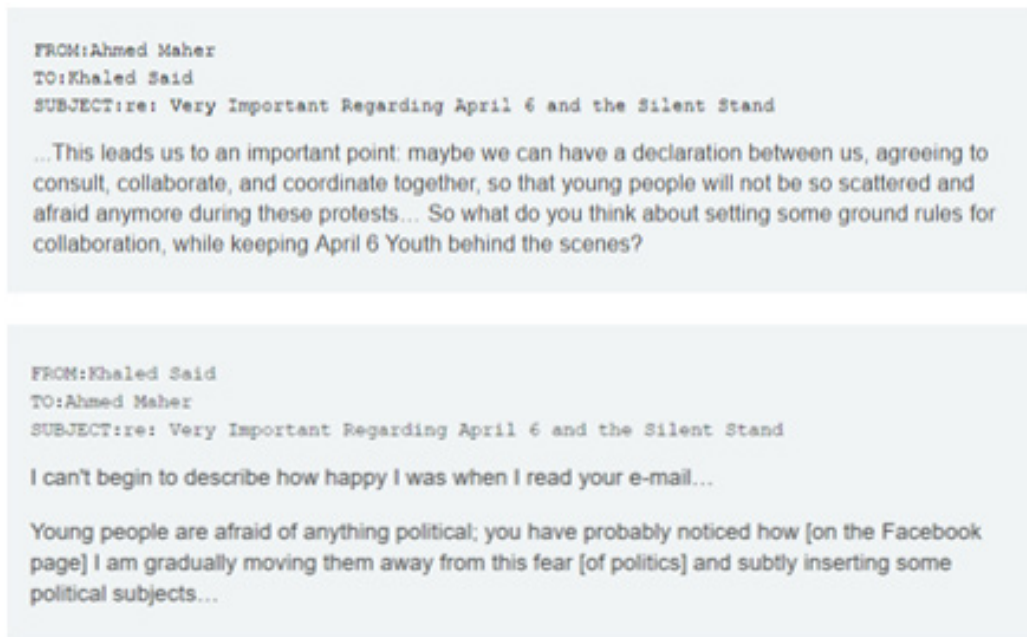 FROM:Ahmed Maher
TO:Khaled Said
SUBJECT:re: Very Important Regarding April 6 and the Silent Stand
...This leads us to an important point: maybe we can have a declaration between us, agreeing to
consult, collaborate, and coordinate together, so that young people will not be so scattered and
afraid anymore during these protests... So what do you think about setting some ground rules for
collaboration, while keeping April 6 Youth behind the scenes?
FROM:Khaled Said
TO:Ahmed Maher
SUBJECT:re: Very Important Regarding April 6 and the Silent Stand
I can't begin to describe how happy I was when I read your e-mail...
Young people are afraid of anything political; you have probably noticed how [on the Facebook
page] I am gradually moving them away from this fear [of politics] and subtly inserting some
political subjects...